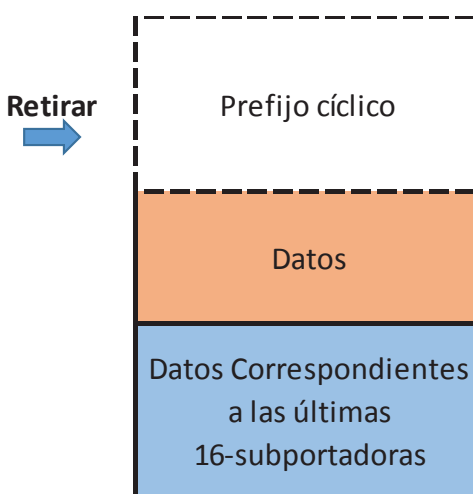 Retirar
Prefijo cíclico
Datos
Datos Correspondientes
a las últimas
16-subportadoras